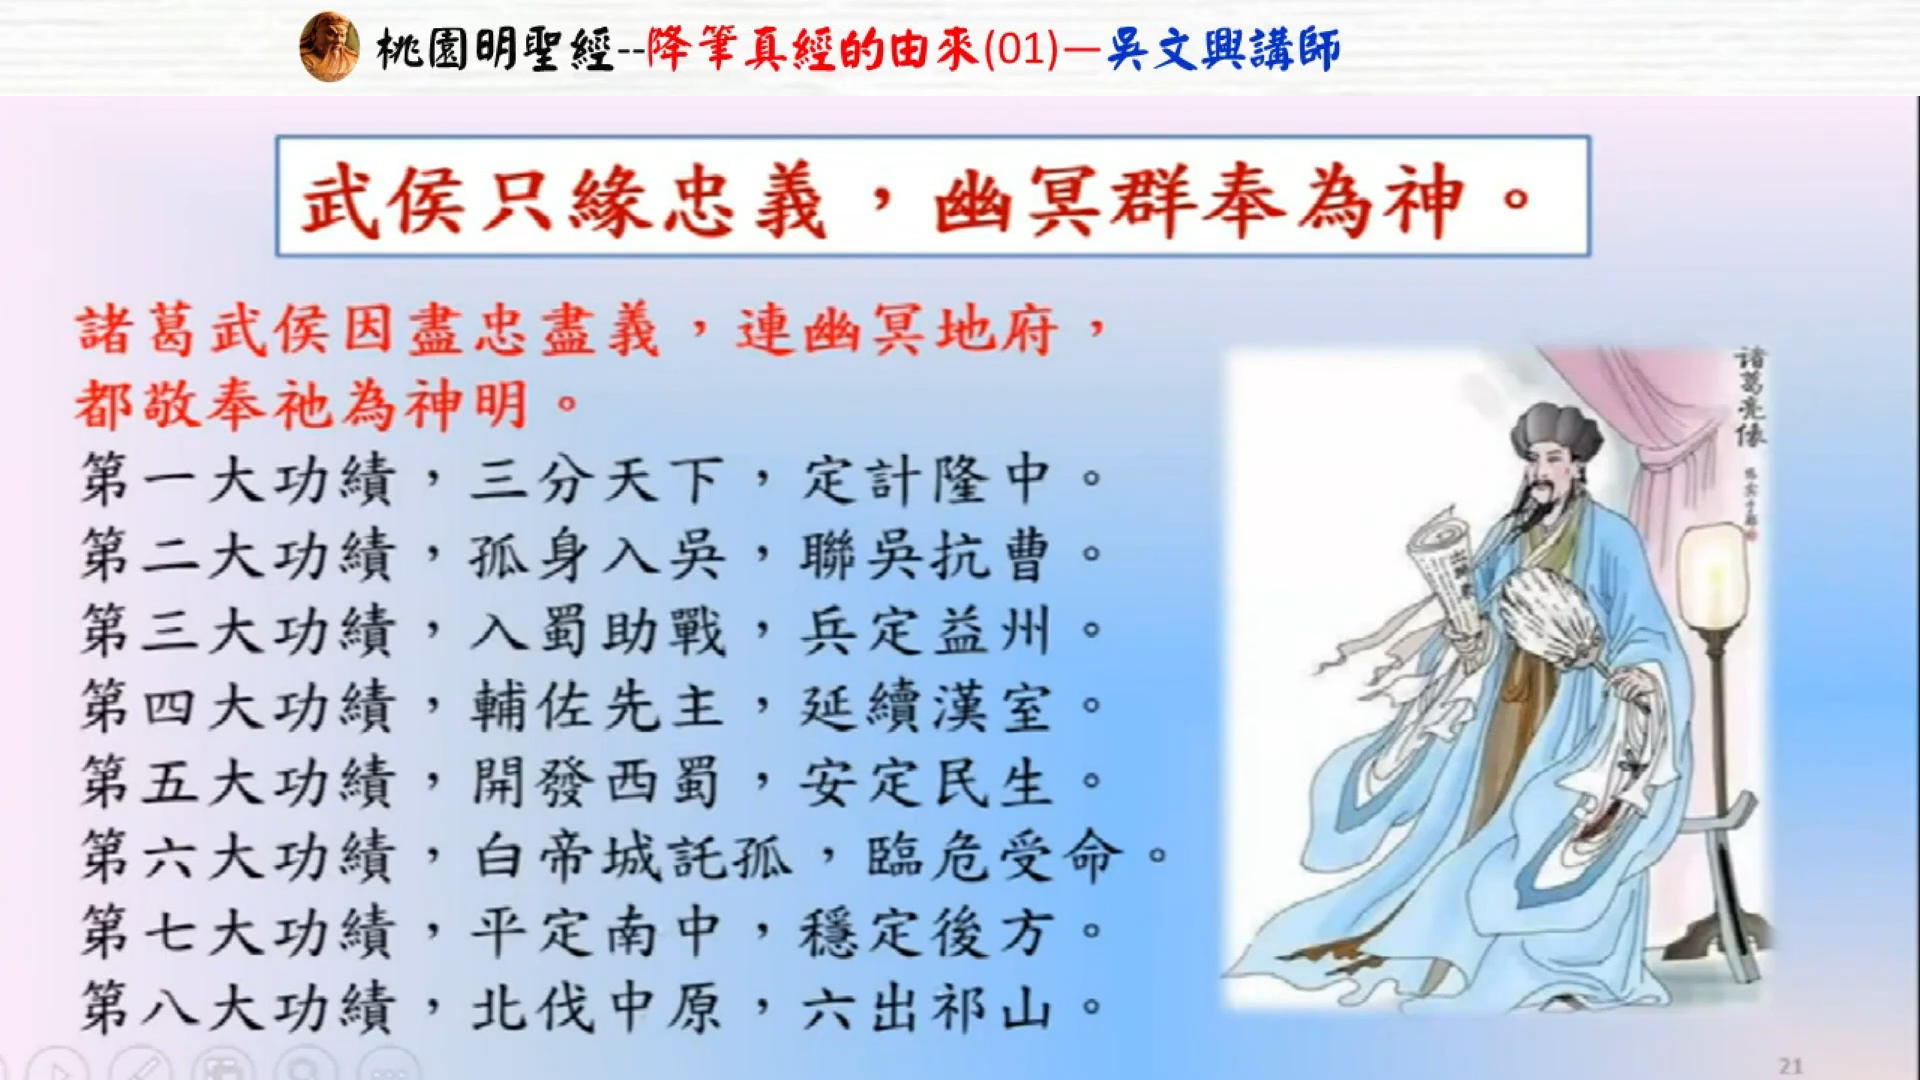 桃園明聖經--降筆真經的由來(01)—吳文興講師
武侯只緣忠義，幽冥群奉為神。
諸葛武侯因盡忠盡義，連幽冥地府，
都敬奉祂為神明。
第一大功績，三分天下，定計隆中。
第二大功績，孤身入吳，聯吳抗曹。
第三大功績，入蜀助戰，兵定益州。
第四大功績，輔佐先主，延續漢室。
第五大功績，開發西蜀，安定民生。
第六大功績，白帝城託孤，臨危受命。
第七大功績，平定南中，穩定後方。
第八大功績，北伐中原，六出祁山。
諸葛亮像
21